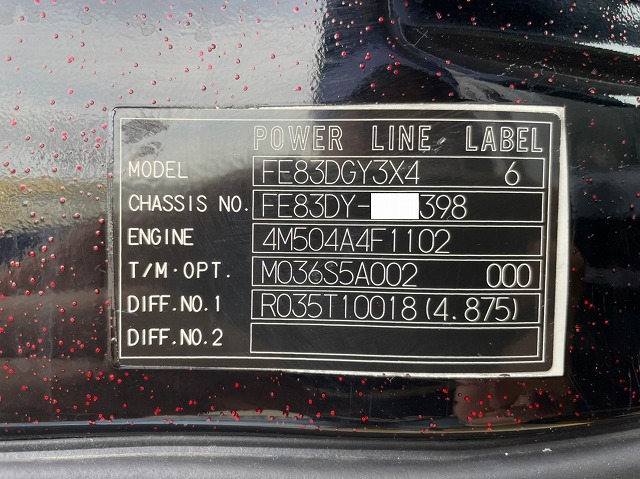 POWER LINE LABEL
MODEL FE83DGY3X4 6
CHASSIS NO. FE83DY- 398
ENGINE 4M504A4F1102
T/M·OPT. M036S5A002 000
DIFF.NO.1 R035T10018(4.875)
DIFF.NO.2